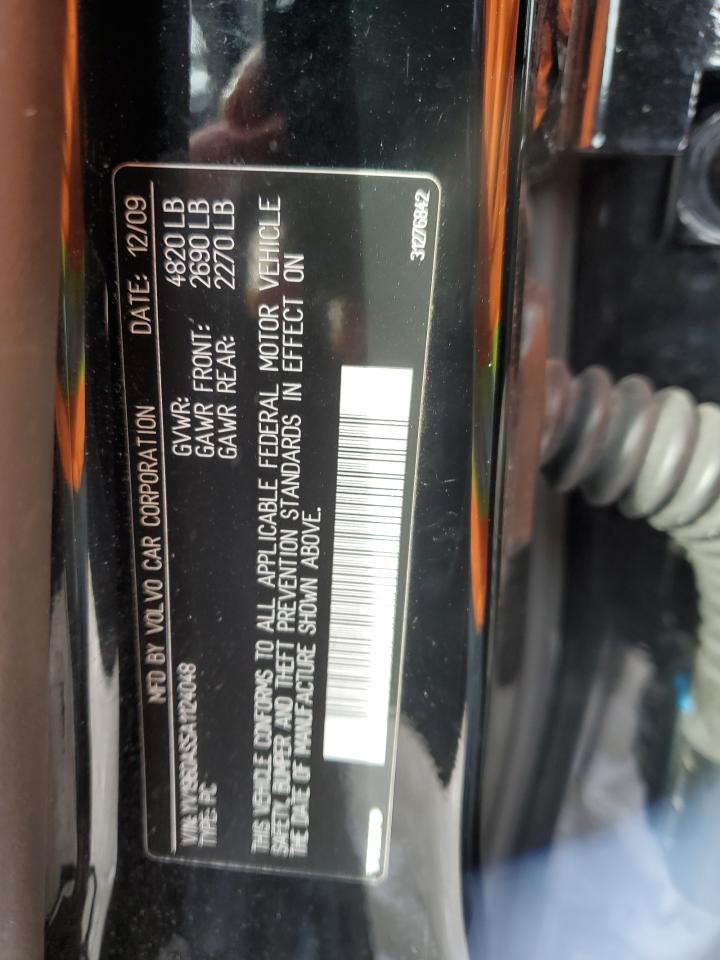 MFD BY VOLVO CAR CORPORATION DATE: 12/09
VIN: YV1960AS5A1124048 GVWR: 4820 LB
TYPE: PC GAWR FRONT: 2690 LB
GAWR REAR: 2270 LB
THIS VEHICLE CONFORMS TO ALL APPLICABLE FEDERAL MOTOR VEHICLE
SAFETY, BUMPER AND THEFT PREVENTION STANDARDS IN EFFECT ON
THE DATE OF MANUFACTURE SHOWN ABOVE.
31276842